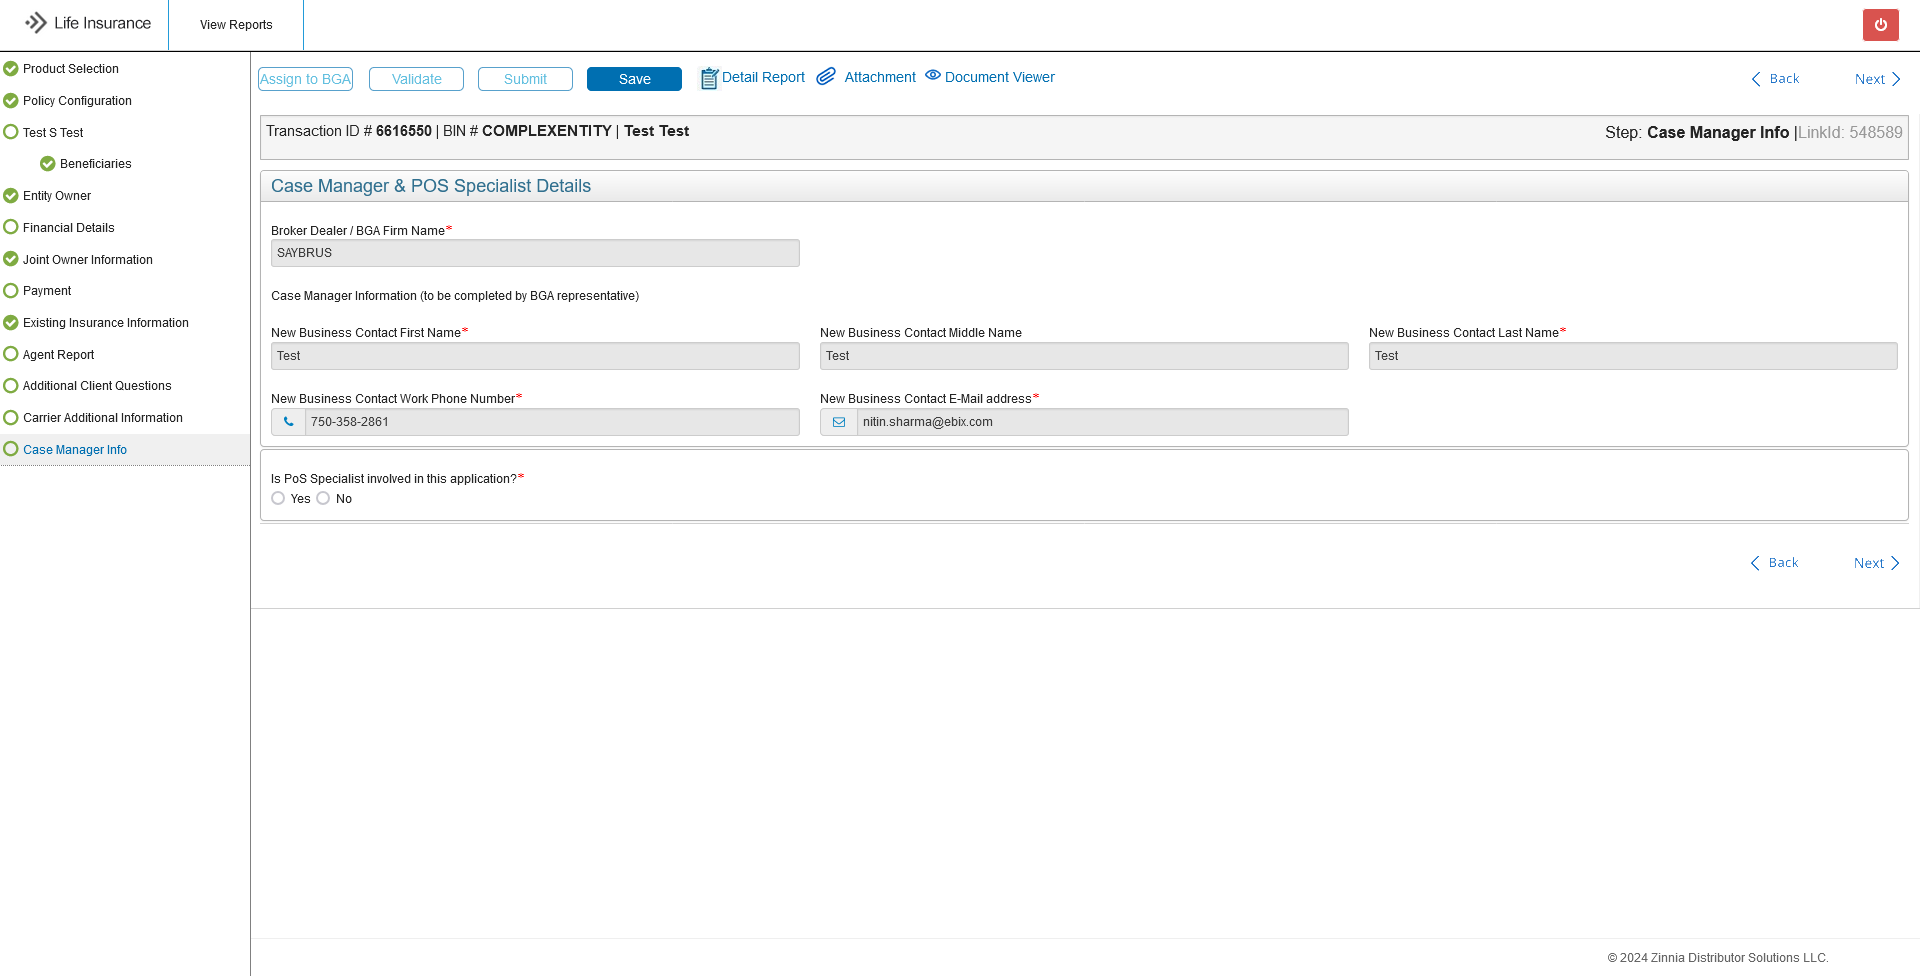 Life Insurance
View Reports
Product Selection
Policy Configuration
Test S Test
Beneficiaries
Entity Owner
Financial Details
Joint Owner Information
Payment
Existing Insurance Information
Agent Report
Additional Client Questions
Carrier Additional Information
Case Manager Info
Assign to BGA Validate Submit Save Detail Report Attachment Document Viewer Back Next
Transaction ID # 6616550 | BIN # COMPLEXENTITY | Test Test
Step: Case Manager Info |LinkId: 548589
Case Manager & POS Specialist Details
Broker Dealer / BGA Firm Name*
SAYBRUS
Case Manager Information (to be completed by BGA representative)
New Business Contact First Name* New Business Contact Middle Name New Business Contact Last Name*
Test Test Test
New Business Contact Work Phone Number* New Business Contact E-Mail address*
750-358-2861 nitin.sharma@ebix.com
Is PoS Specialist involved in this application?*
Yes No
Back Next
© 2024 Zinnia Distributor Solutions LLC.